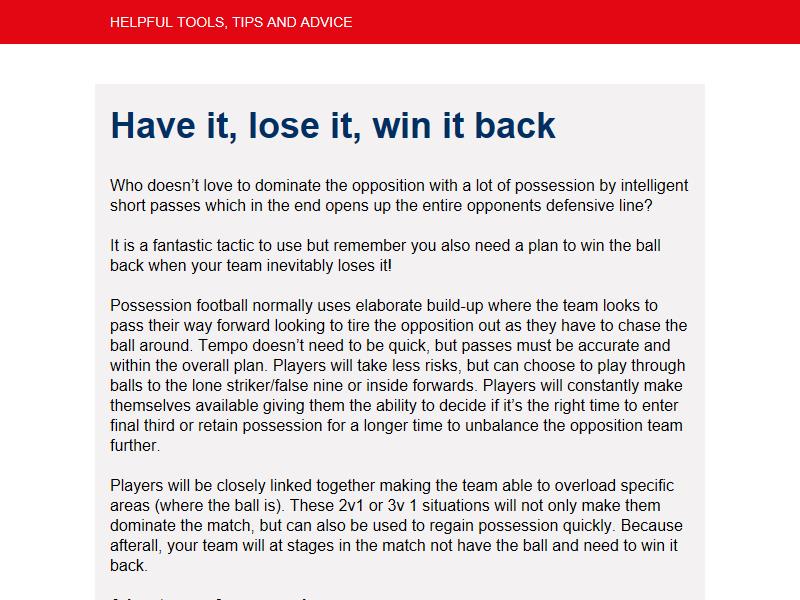 HELPFUL TOOLS, TIPS AND ADVICE
Have it, lose it, win it back
Who doesn’t love to dominate the opposition with a lot of possession by intelligent
short passes which in the end opens up the entire opponents defensive line?
It is a fantastic tactic to use but remember you also need a plan to win the ball
back when your team inevitably loses it!
Possession football normally uses elaborate build-up where the team looks to
pass their way forward looking to tire the opposition out as they have to chase the
ball around. Tempo doesn’t need to be quick, but passes must be accurate and
within the overall plan. Players will take less risks, but can choose to play through
balls to the lone striker/false nine or inside forwards. Players will constantly make
themselves available giving them the ability to decide if it’s the right time to enter
final third or retain possession for a longer time to unbalance the opposition team
further.
Players will be closely linked together making the team able to overload specific
areas (where the ball is). These 2v1 or 3v 1 situations will not only make them
dominate the match, but can also be used to regain possession quickly. Because
afterall, your team will at stages in the match not have the ball and need to win it
back.